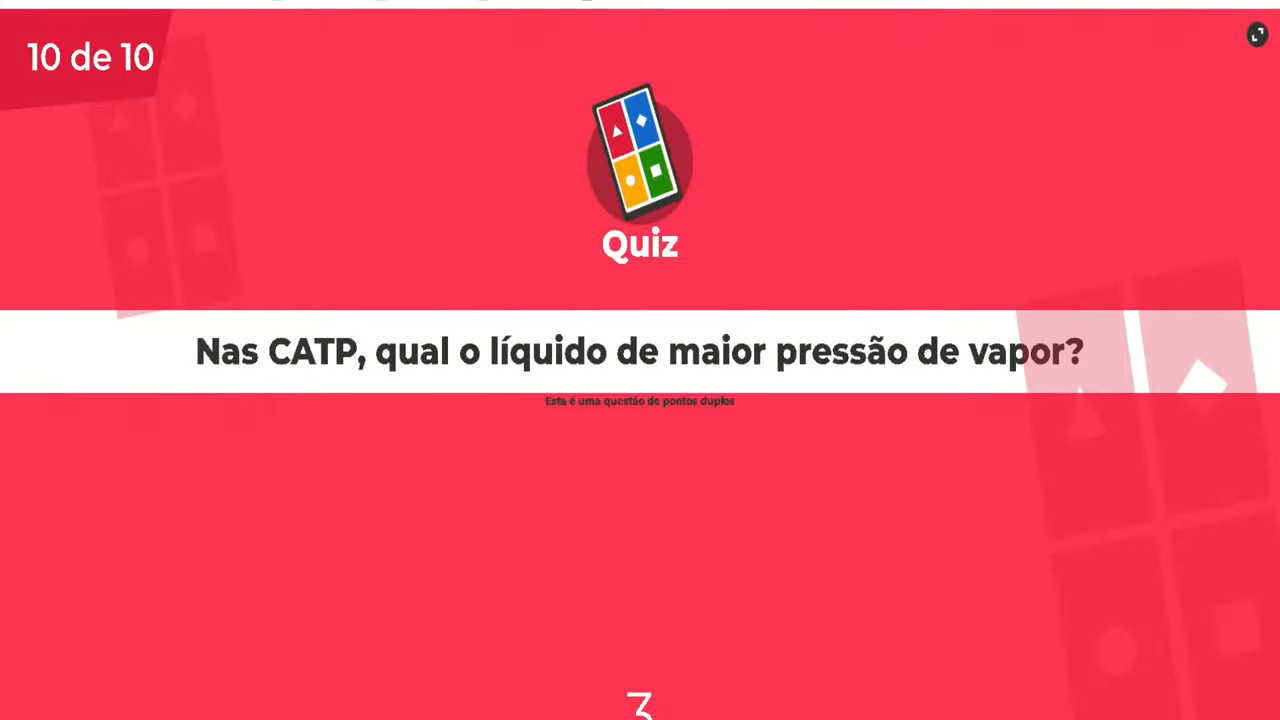 10 de 10
Quiz
Nas CATP, qual o líquido de maior pressão de vapor?
Esta é uma questão de pontos duplos
3